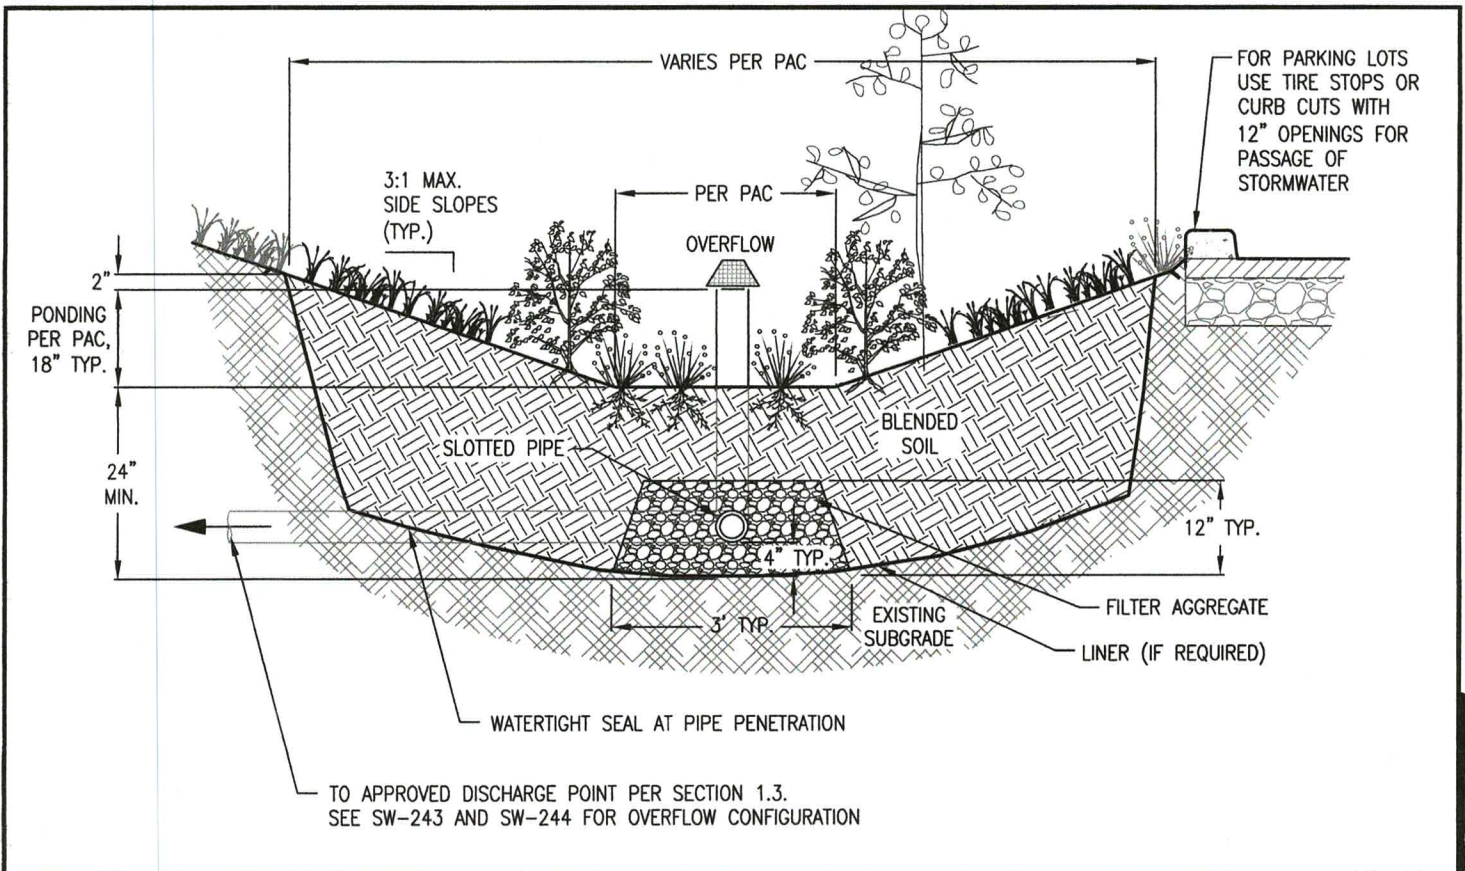 VARIES PER PAC
FOR PARKING LOTS
USE TIRE STOPS OR
CURB CUTS WITH
12" OPENINGS FOR
PASSAGE OF
STORMWATER
3:1 MAX.
SIDE SLOPES
(TYP.)
PER PAC
OVERFLOW
2"
PONDING
PER PAC,
18" TYP.
BLENDED
SOIL
SLOTTED PIPE
24"
MIN.
12" TYP.
4" TYP.
3' TYP.
EXISTING
SUBGRADE
FILTER AGGREGATE
LINER (IF REQUIRED)
WATERTIGHT SEAL AT PIPE PENETRATION
TO APPROVED DISCHARGE POINT PER SECTION 1.3.
SEE SW-243 AND SW-244 FOR OVERFLOW CONFIGURATION